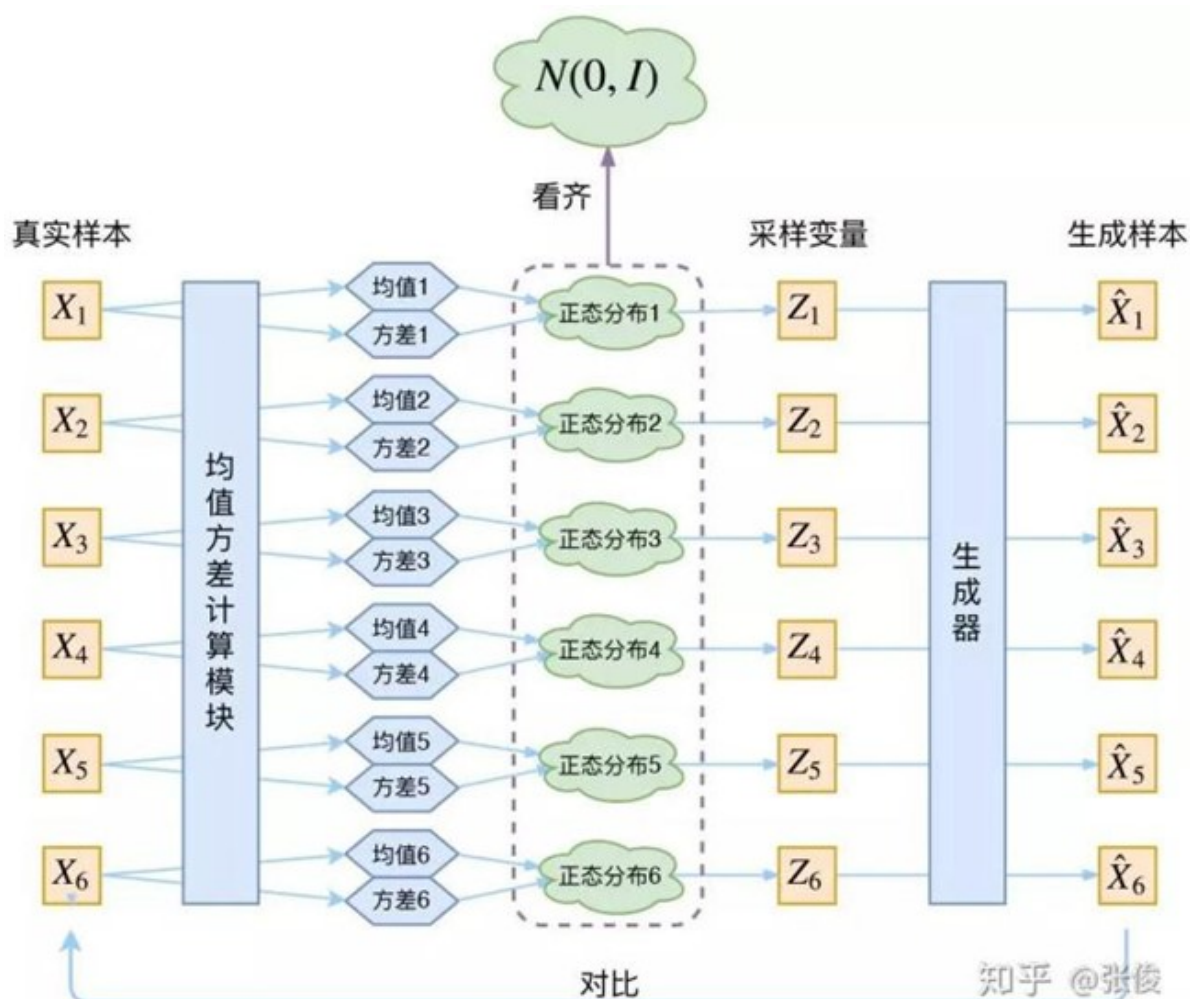 N(0, I)
看齐
真实样本
采样变量
生成样本
X₁
均值1
方差1
正态分布1
Z₁
X̂₁
X₂
均值2
方差2
正态分布2
Z₂
X̂₂
均值方差计算模块
X₃
均值3
方差3
正态分布3
Z₃
生成器
X̂₃
X₄
均值4
方差4
正态分布4
Z₄
X̂₄
X₅
均值5
方差5
正态分布5
Z₅
X̂₅
X₆
均值6
方差6
正态分布6
Z₆
X̂₆
对比
知乎 @张俊